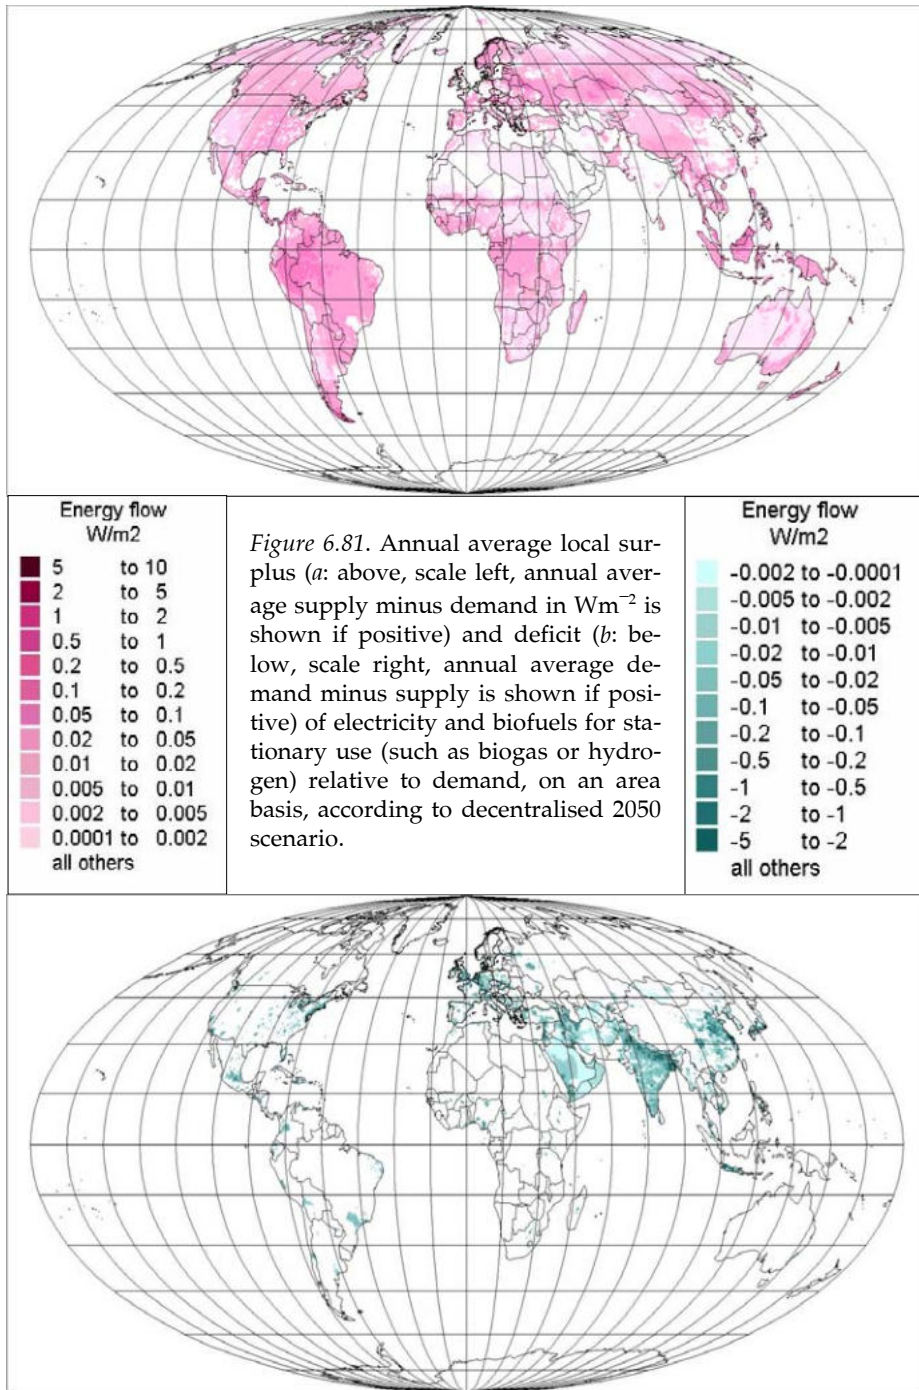 Energy flow
W/m2
5 to 10
2 to 5
1 to 2
0.5 to 1
0.2 to 0.5
0.1 to 0.2
0.05 to 0.1
0.02 to 0.05
0.01 to 0.02
0.005 to 0.01
0.002 to 0.005
0.0001 to 0.002
all others
Figure 6.81. Annual average local sur-
plus (a: above, scale left, annual aver-
age supply minus demand in Wm⁻² is
shown if positive) and deficit (b: be-
low, scale right, annual average de-
mand minus supply is shown if posi-
tive) of electricity and biofuels for sta-
tionary use (such as biogas or hydro-
gen) relative to demand, on an area
basis, according to decentralised 2050
scenario.
Energy flow
W/m2
-0.002 to -0.0001
-0.005 to -0.002
-0.01 to -0.005
-0.02 to -0.01
-0.05 to -0.02
-0.1 to -0.05
-0.2 to -0.1
-0.5 to -0.2
-1 to -0.5
-2 to -1
-5 to -2
all others